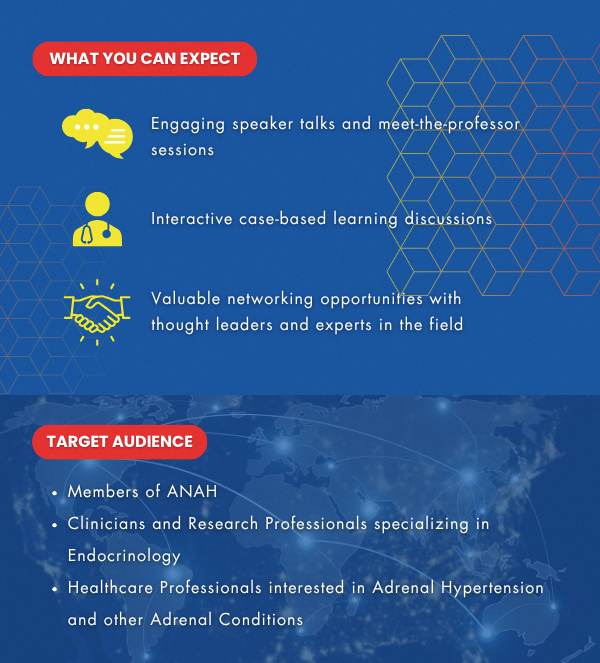 WHAT YOU CAN EXPECT
Engaging speaker talks and meet-the-professor
sessions
Interactive case-based learning discussions
Valuable networking opportunities with
thought leaders and experts in the field
TARGET AUDIENCE
• Members of ANAH
• Clinicians and Research Professionals specializing in
Endocrinology
• Healthcare Professionals interested in Adrenal Hypertension
and other Adrenal Conditions